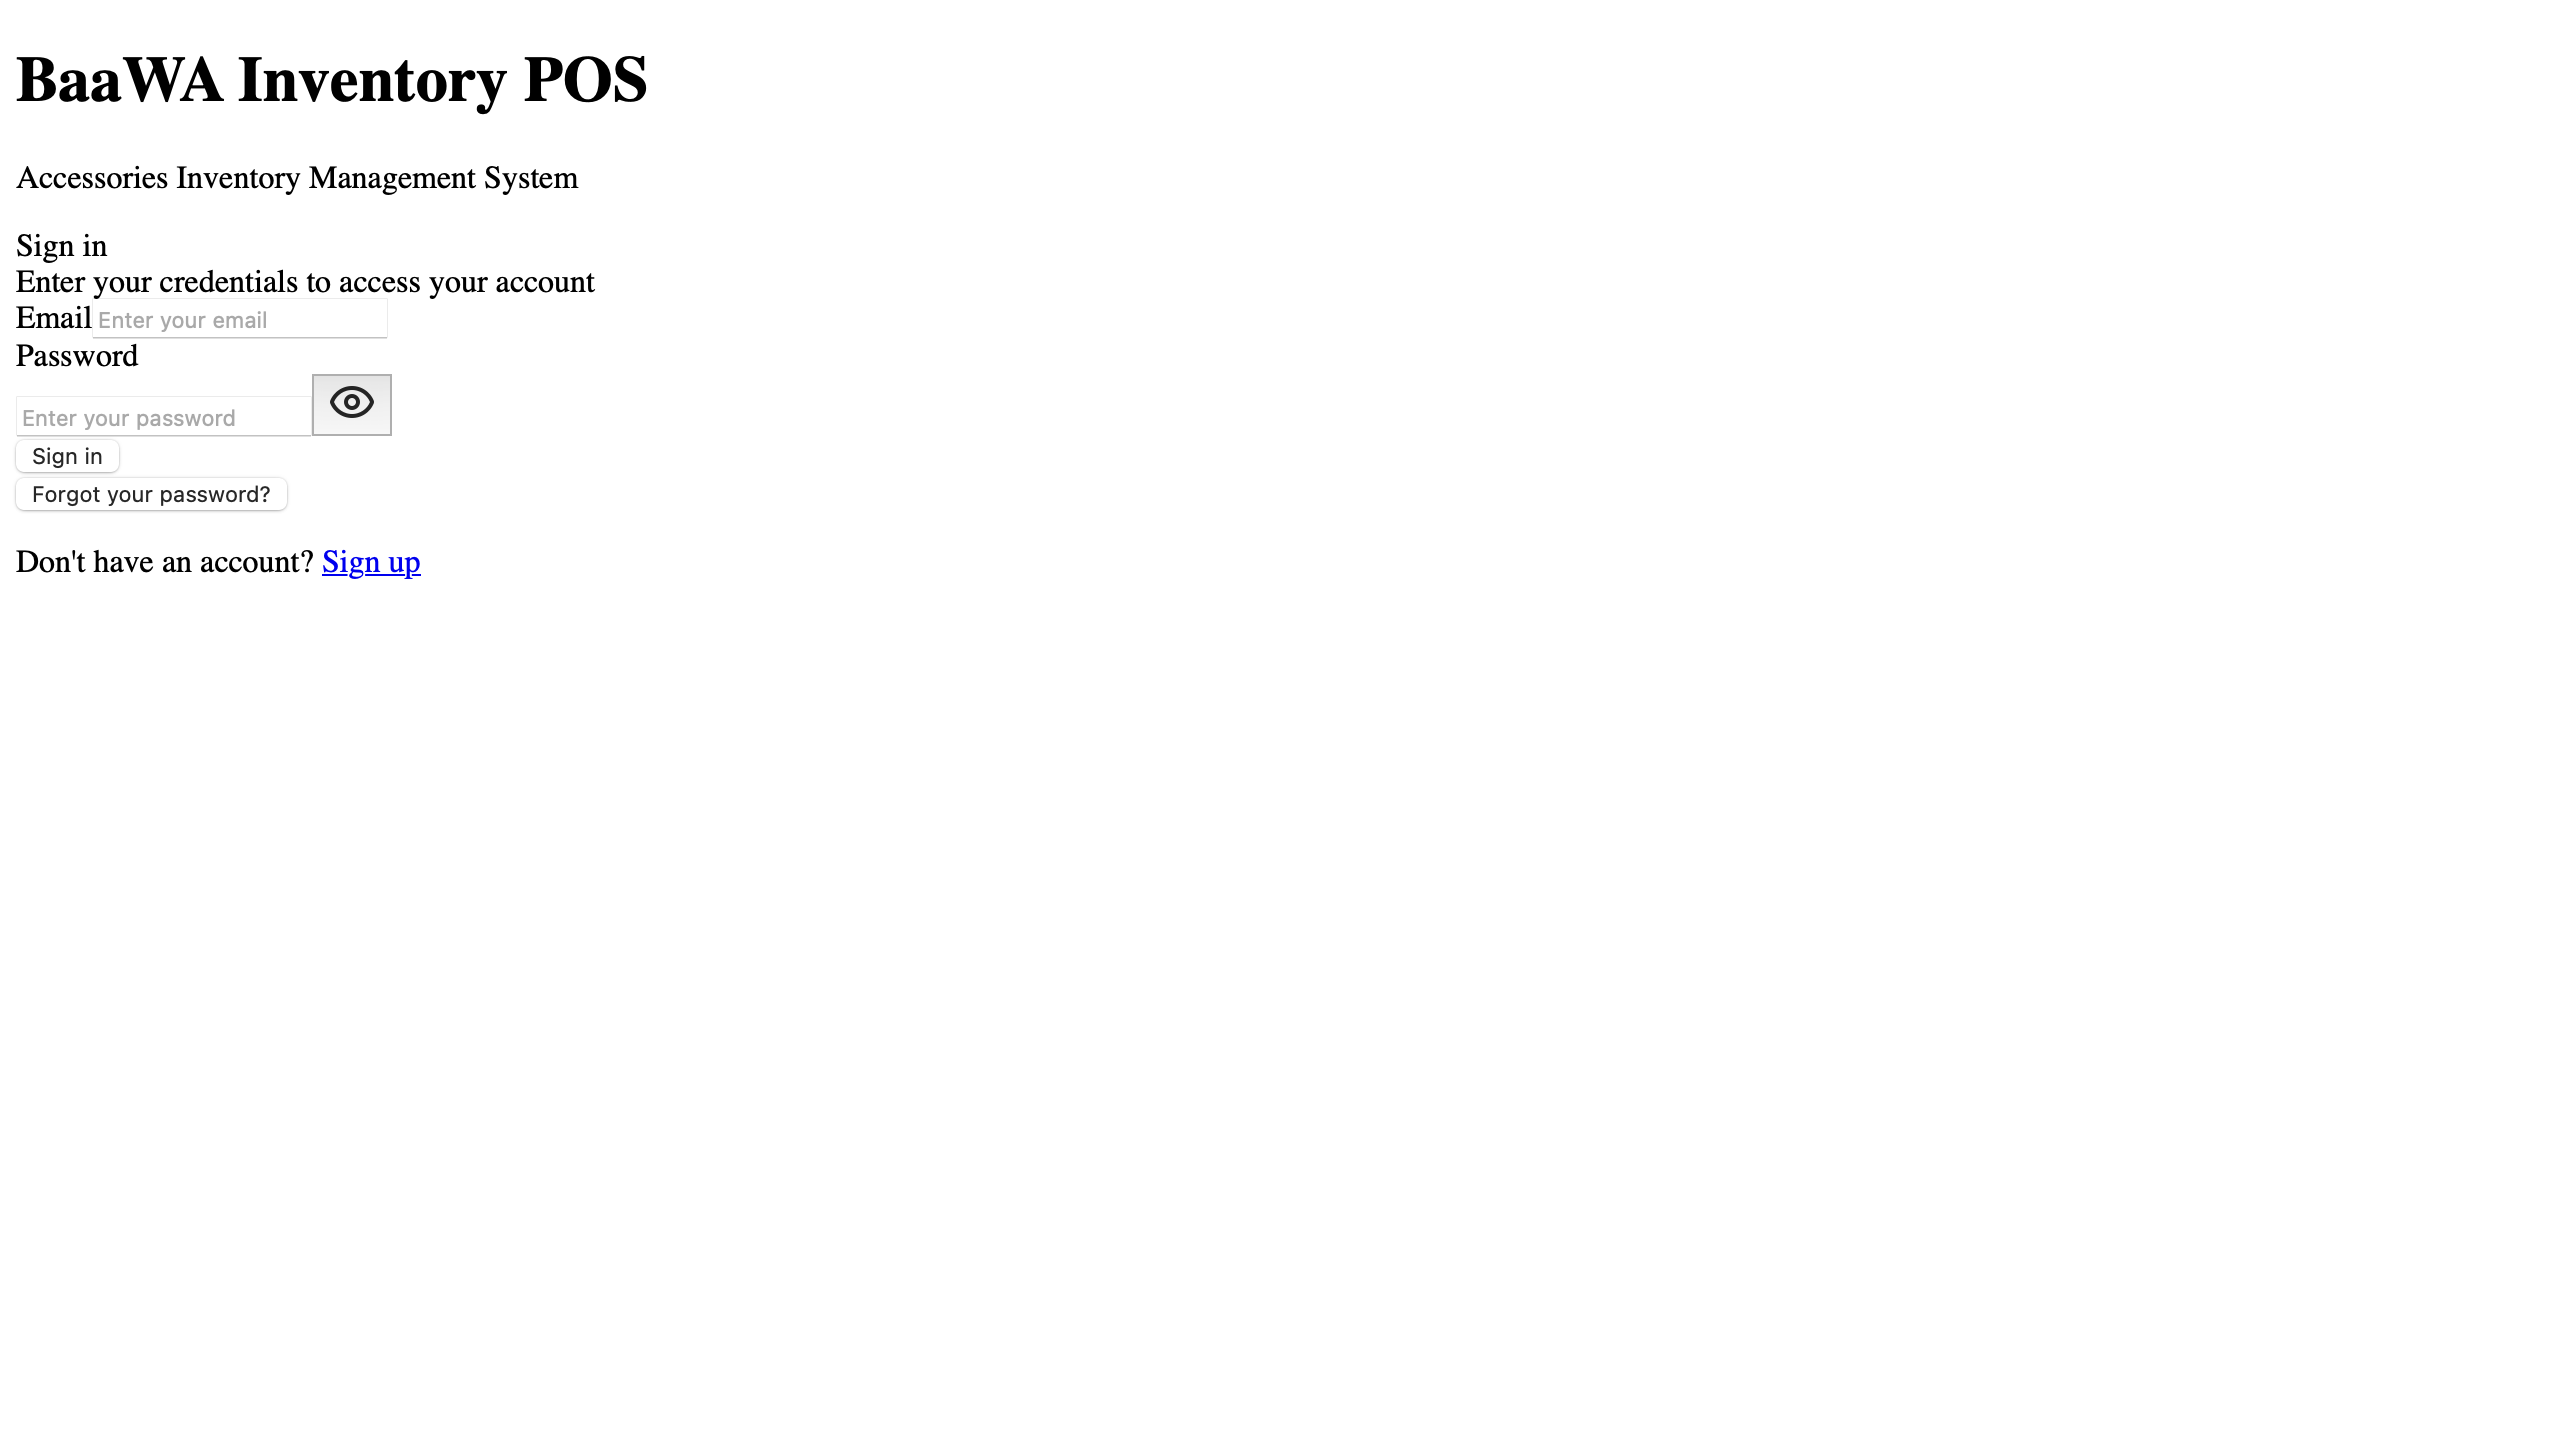 BaaWA Inventory POS
Accessories Inventory Management System
Sign in
Enter your credentials to access your account
Email Enter your email
Password
Enter your password
Sign in
Forgot your password?
Don't have an account? Sign up